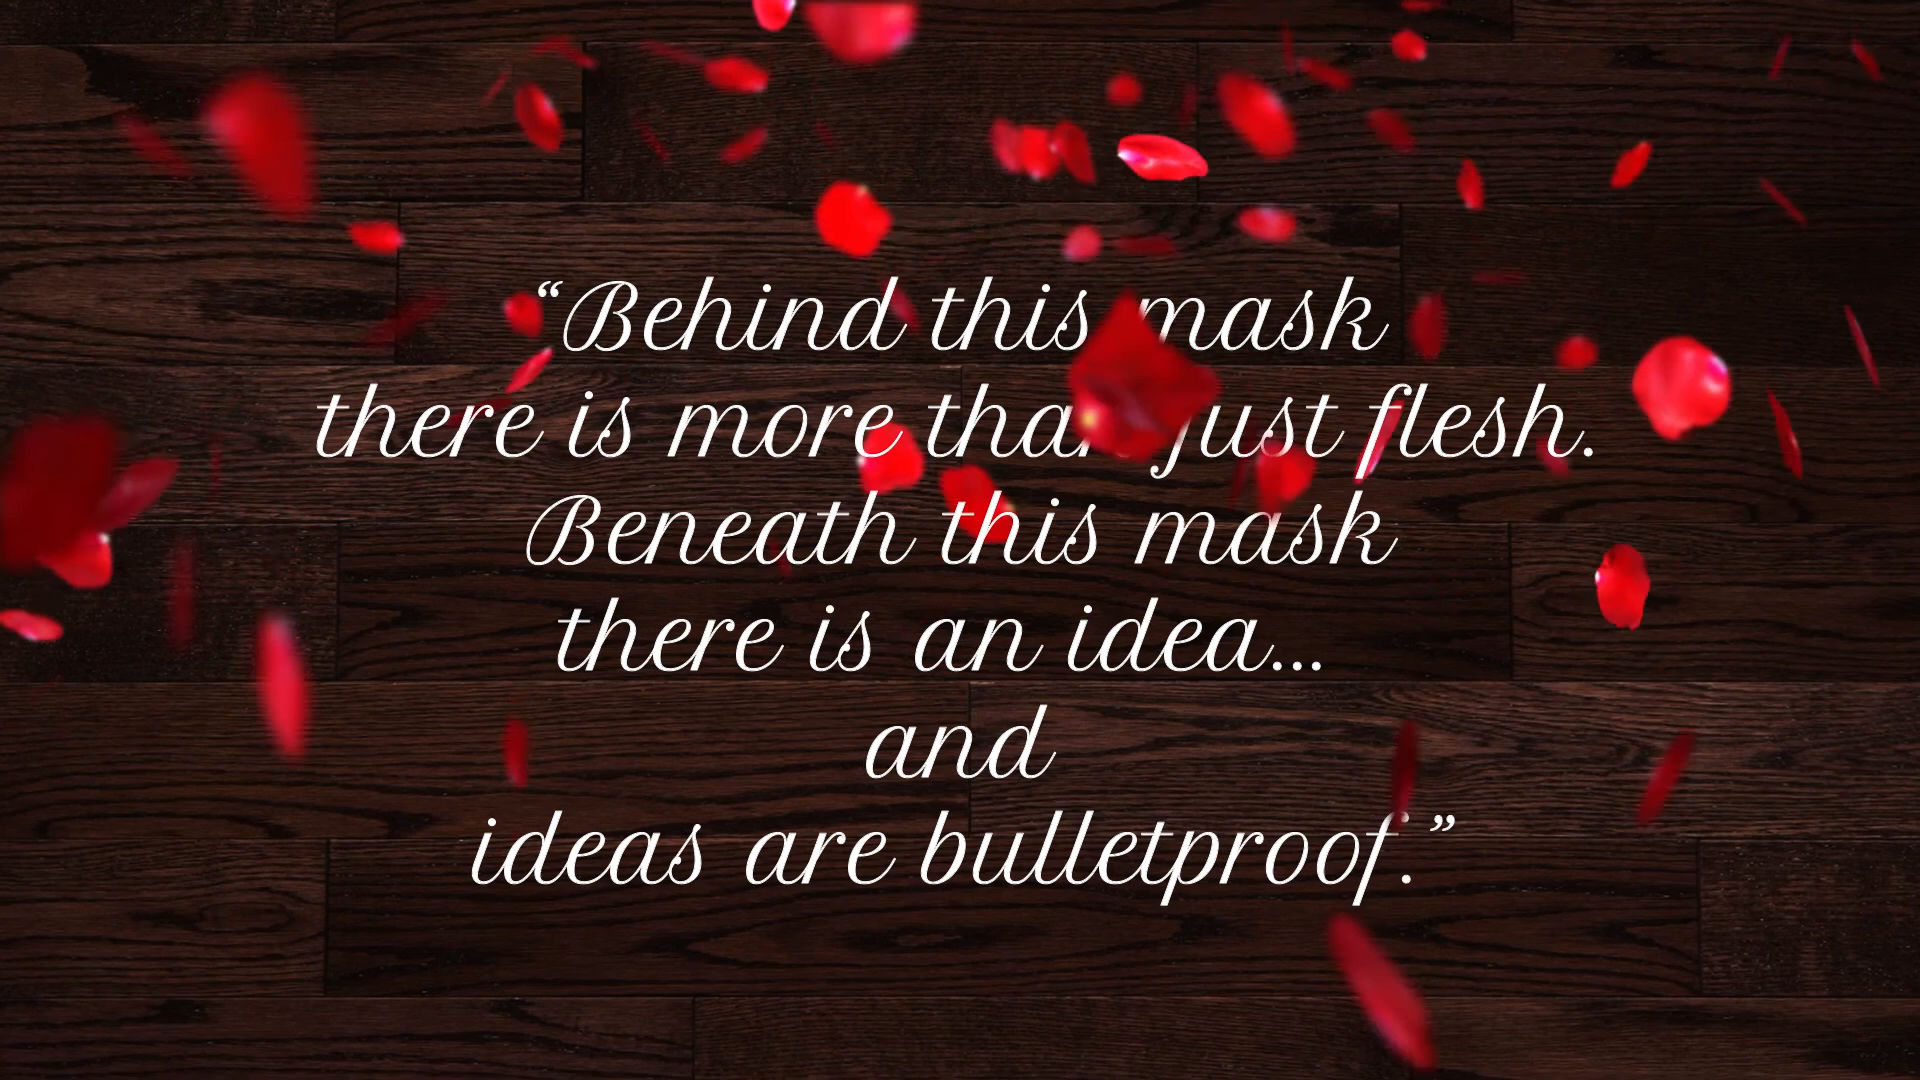 “Behind this mask
there is more than just flesh.
Beneath this mask
there is an idea...
and
ideas are bulletproof.”